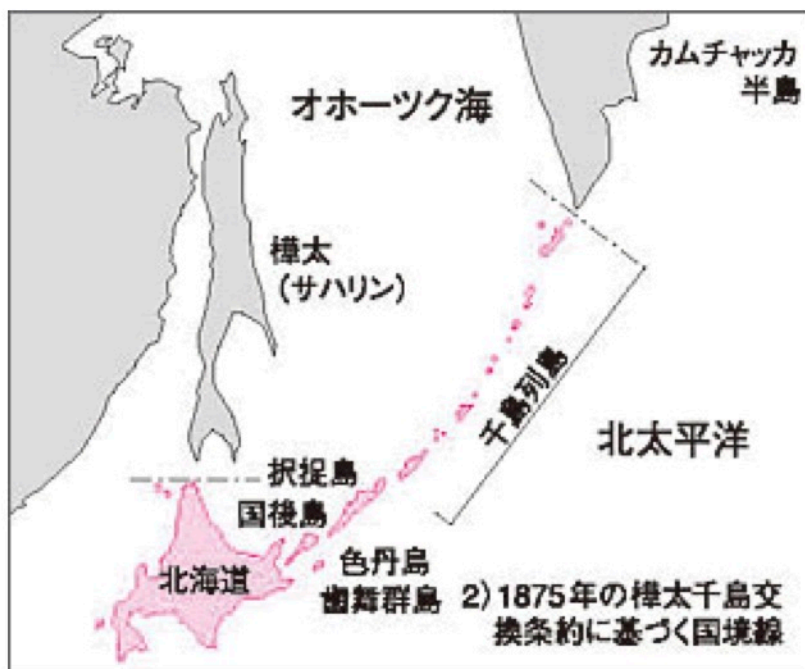 カムチャッカ
半島
オホーツク海
樺太
（サハリン）
千島列島
北太平洋
択捉島
国後島
北海道
色丹島
歯舞群島
2）1875年の樺太千島交
換条約に基づく国境線